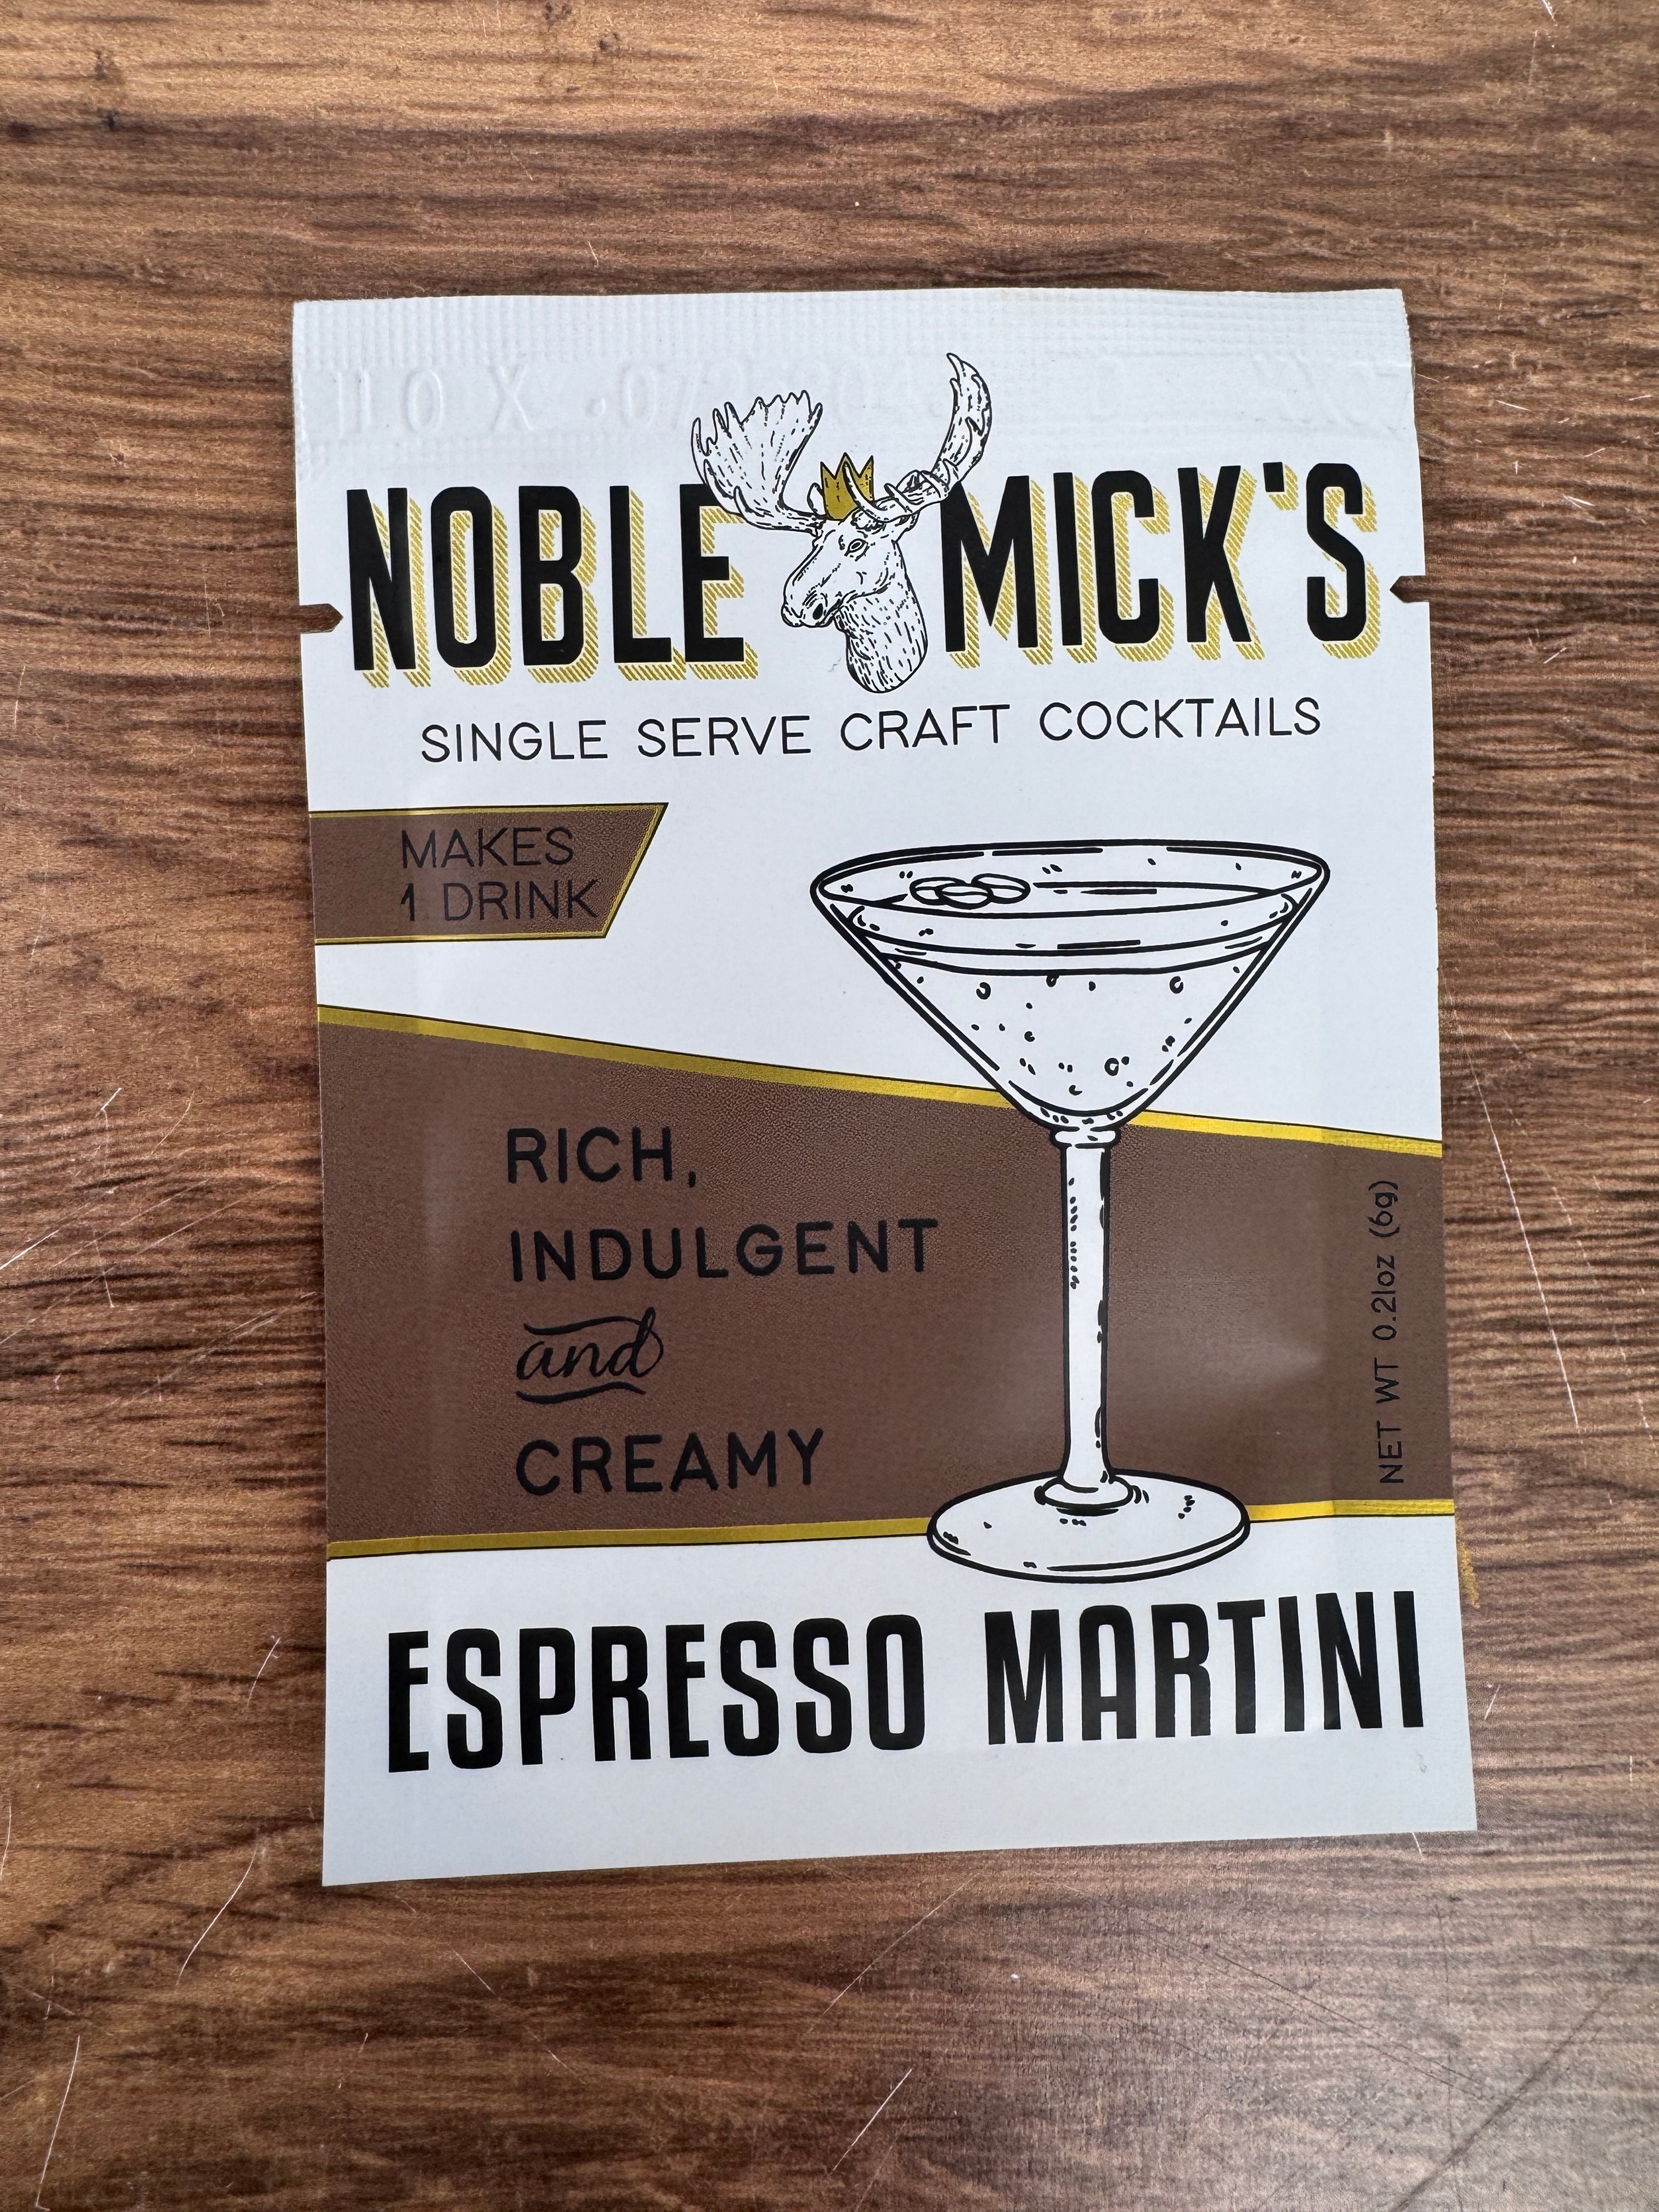 NOBLE MICK'S
SINGLE SERVE CRAFT COCKTAILS
MAKES
1 DRINK
RICH,
INDULGENT
and
CREAMY
NET WT 0.21oz (6g)
ESPRESSO MARTINI